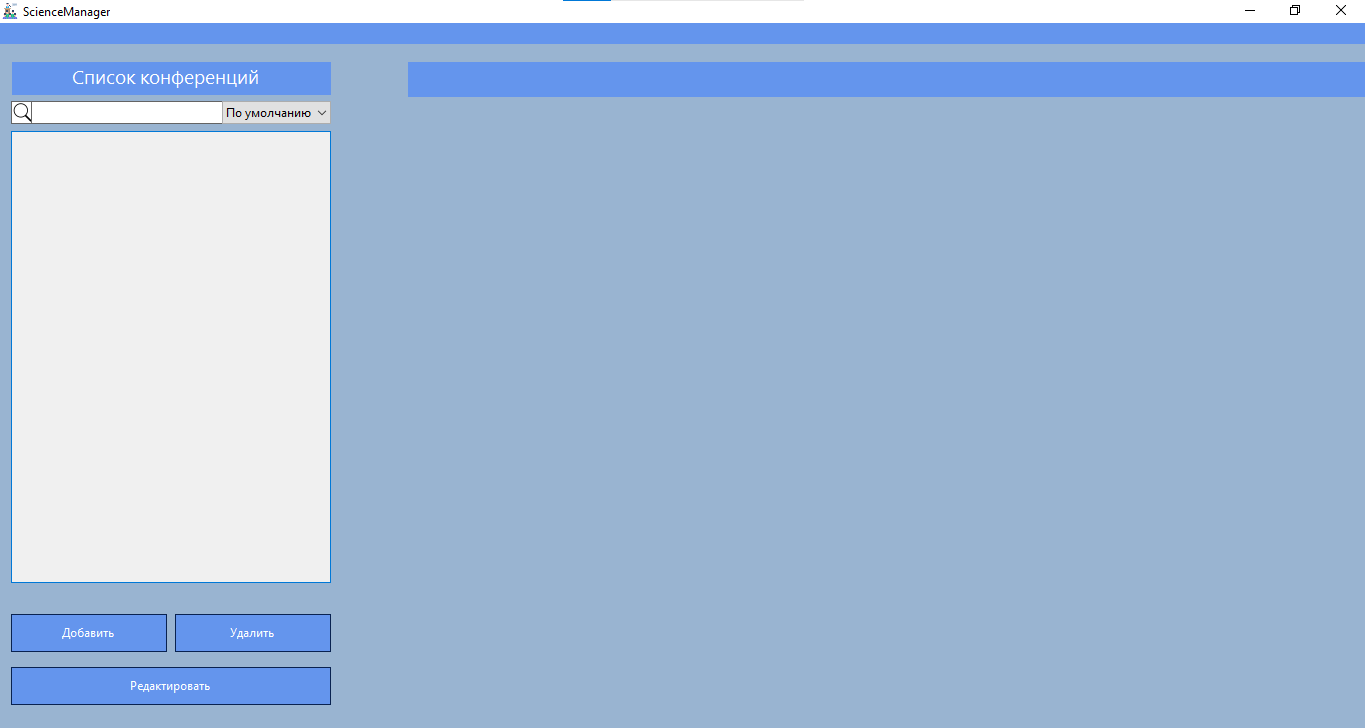 ScienceManager
Список конференций
По умолчанию
Добавить
Удалить
Редактировать